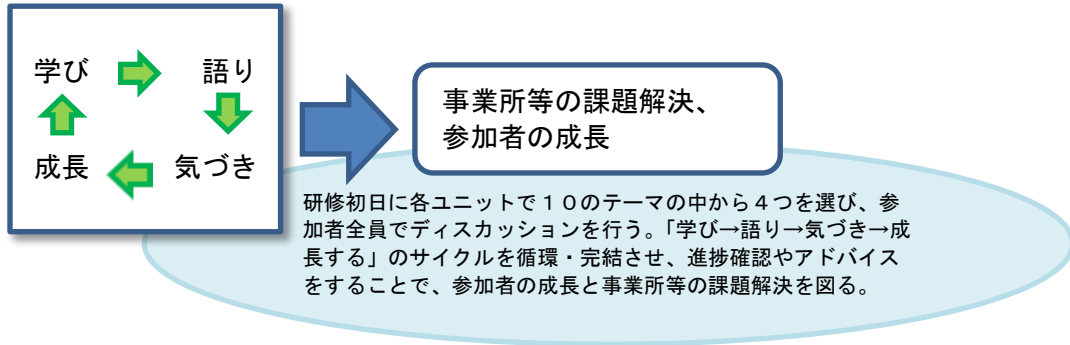 学び 語り
成長 気づき
事業所等の課題解決、
参加者の成長
研修初日に各ユニットで１０のテーマの中から４つを選び、参
加者全員でディスカッションを行う。「学び→語り→気づき→成
長する」のサイクルを循環・完結させ、進捗確認やアドバイス
をすることで、参加者の成長と事業所等の課題解決を図る。